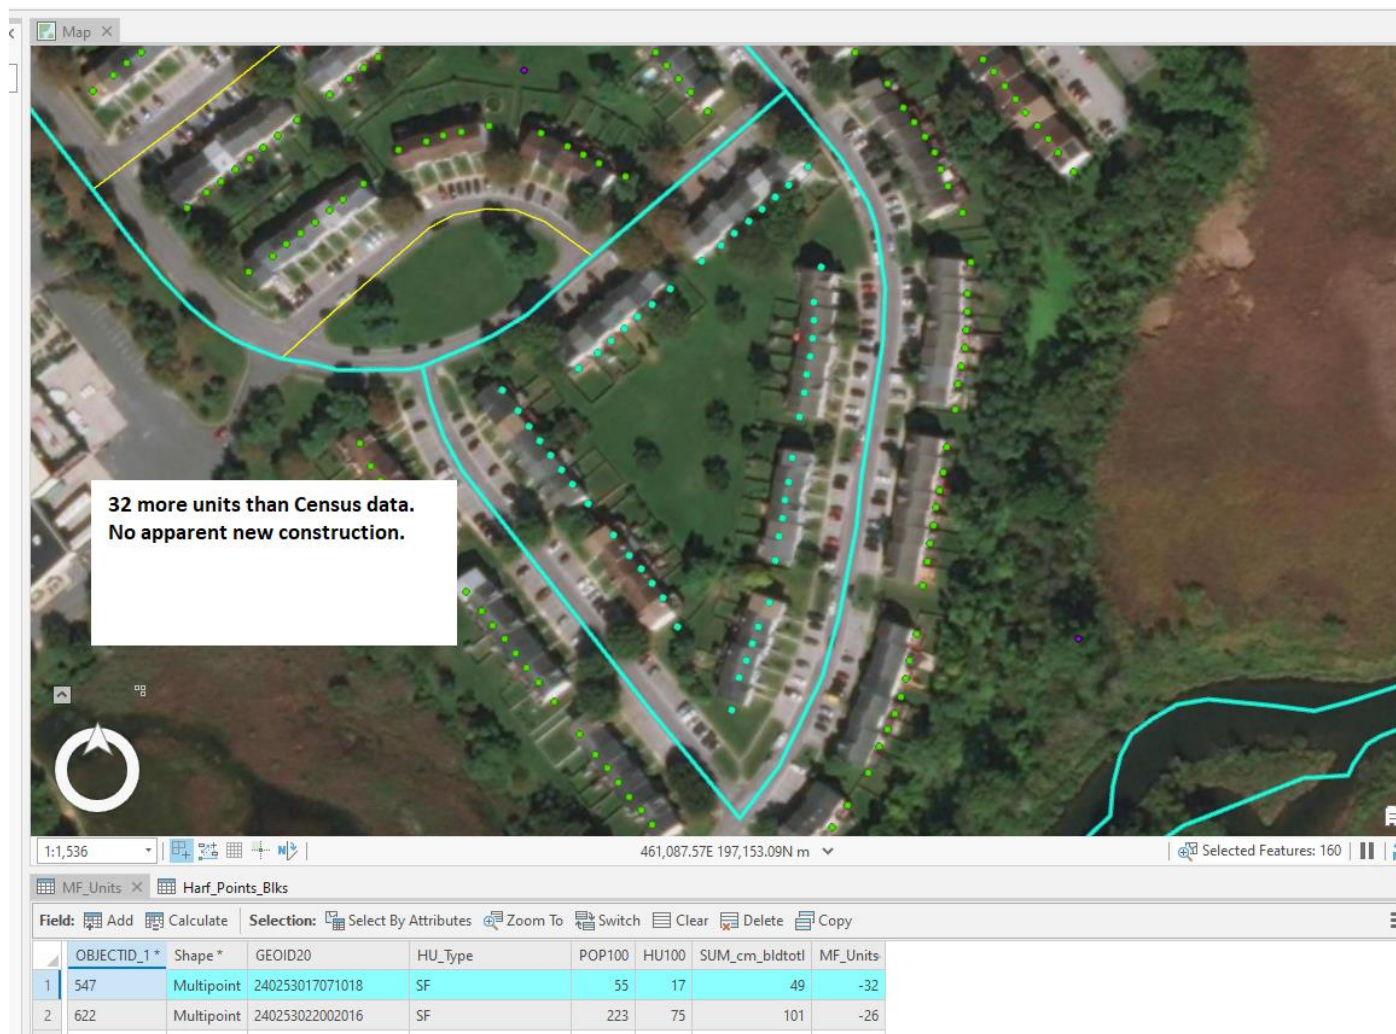 Map
32 more units than Census data.
No apparent new construction.
1:1,536
461,087.57E 197,153.09N m
Selected Features: 160
MF_Units
Harf_Points_Blks
Field: Add Calculate Selection: Select By Attributes Zoom To Switch Clear Delete Copy
OBJECTID_1 * Shape * GEOID20 HU_Type POP100 HU100 SUM_cm_bldtotl MF_Units
1 547 Multipoint 240253017071018 SF 55 17 49 -32
2 622 Multipoint 240253022002016 SF 223 75 101 -26